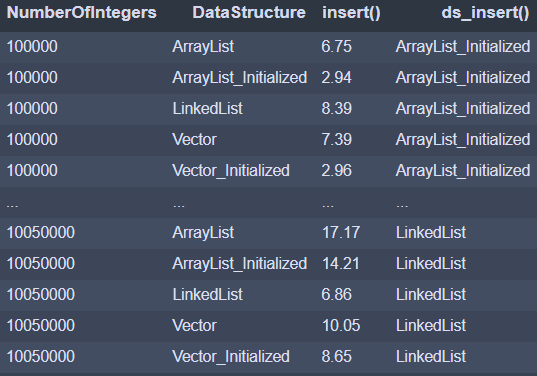 NumberOfIntegers DataStructure insert() ds_insert()
100000 ArrayList 6.75 ArrayList_Initialized
100000 ArrayList_Initialized 2.94 ArrayList_Initialized
100000 LinkedList 8.39 ArrayList_Initialized
100000 Vector 7.39 ArrayList_Initialized
100000 Vector_Initialized 2.96 ArrayList_Initialized
... ... ... ...
10050000 ArrayList 17.17 LinkedList
10050000 ArrayList_Initialized 14.21 LinkedList
10050000 LinkedList 6.86 LinkedList
10050000 Vector 10.05 LinkedList
10050000 Vector_Initialized 8.65 LinkedList